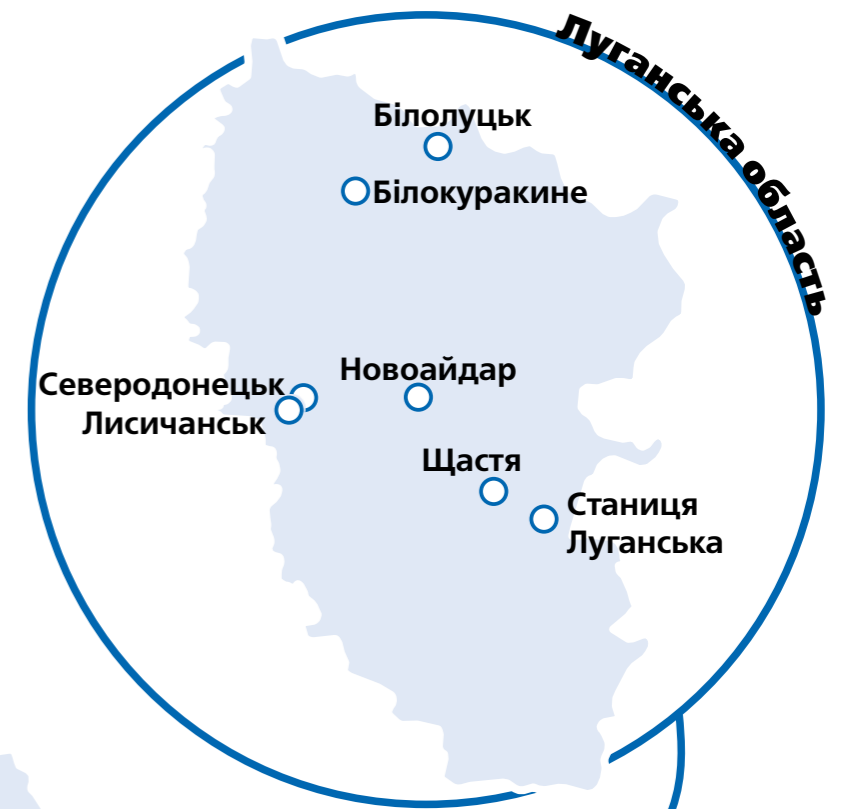 Луганська область
Білолуцьк
Білокуракине
Новоайдар
Северодонецьк
Лисичанськ
Щастя
Станиця
Луганська